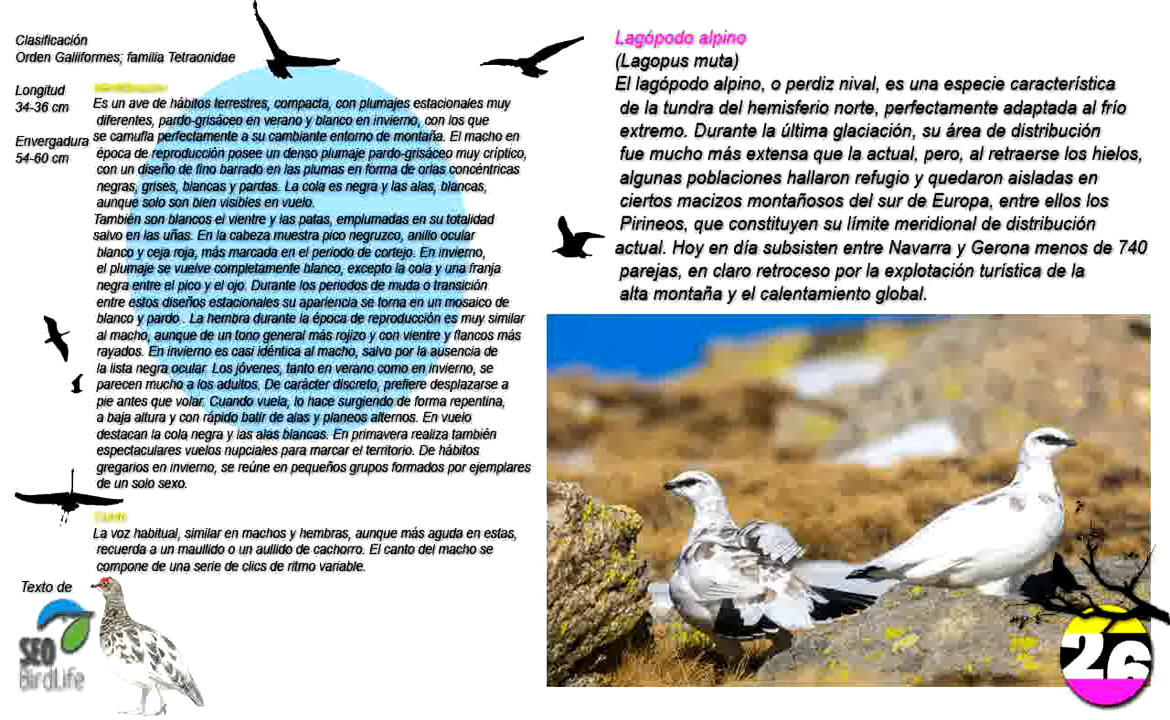 Clasificación
Orden Galliformes; familia Tetraonidae
Longitud
34-36 cm
Envergadura
54-60 cm
Identificación
Es un ave de hábitos terrestres, compacta, con plumajes estacionales muy
diferentes, pardo-grisáceo en verano y blanco en invierno, con los que
se camufla perfectamente a su cambiante entorno de montaña. El macho en
época de reproducción posee un denso plumaje pardo-grisáceo muy críptico,
con un diseño de fino barrado en las plumas en forma de orlas concéntricas
negras, grises, blancas y pardas. La cola es negra y las alas, blancas,
aunque solo son bien visibles en vuelo.
También son blancos el vientre y las patas, emplumadas en su totalidad
salvo en las uñas. En la cabeza muestra pico negruzco, anillo ocular
blanco y ceja roja, más marcada en el periodo de cortejo. En invierno,
el plumaje se vuelve completamente blanco, excepto la cola y una franja
negra entre el pico y el ojo. Durante los periodos de muda o transición
entre estos diseños estacionales su apariencia se torna en un mosaico de
blanco y pardo . La hembra durante la época de reproducción es muy similar
al macho, aunque de un tono general más rojizo y con vientre y flancos más
rayados. En invierno es casi idéntica al macho, salvo por la ausencia de
la lista negra ocular. Los jóvenes, tanto en verano como en invierno, se
parecen mucho a los adultos. De carácter discreto, prefiere desplazarse a
pie antes que volar. Cuando vuela, lo hace surgiendo de forma repentina,
a baja altura y con rápido batir de alas y planeos alternos. En vuelo
destacan la cola negra y las alas blancas. En primavera realiza también
espectaculares vuelos nupciales para marcar el territorio. De hábitos
gregarios en invierno, se reúne en pequeños grupos formados por ejemplares
de un solo sexo.
Canto
La voz habitual, similar en machos y hembras, aunque más aguda en estas,
recuerda a un maullido o un aullido de cachorro. El canto del macho se
compone de una serie de clics de ritmo variable.
Texto de
SEO
BirdLife
Lagópodo alpino
(Lagopus muta)
El lagópodo alpino, o perdiz nival, es una especie característica
de la tundra del hemisferio norte, perfectamente adaptada al frío
extremo. Durante la última glaciación, su área de distribución
fue mucho más extensa que la actual, pero, al retraerse los hielos,
algunas poblaciones hallaron refugio y quedaron aisladas en
ciertos macizos montañosos del sur de Europa, entre ellos los
Pirineos, que constituyen su límite meridional de distribución
actual. Hoy en día subsisten entre Navarra y Gerona menos de 740
parejas, en claro retroceso por la explotación turística de la
alta montaña y el calentamiento global.
26